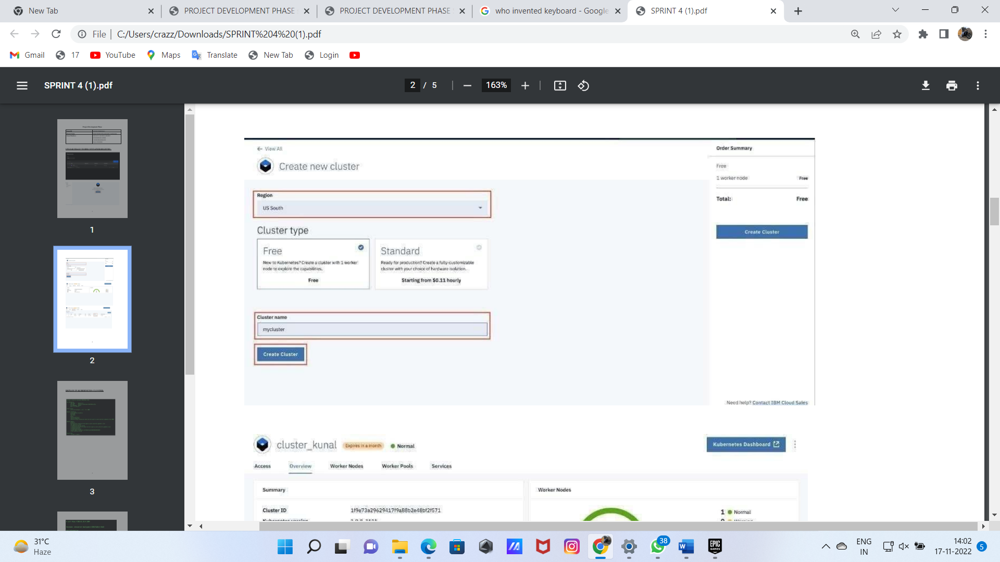 New Tab
PROJECT DEVELOPMENT PHASE
PROJECT DEVELOPMENT PHASE
who invented keyboard - Google
SPRINT 4 (1).pdf
File
C:/Users/crazz/Downloads/SPRINT%204%20(1).pdf
Gmail
17
YouTube
Maps
Translate
New Tab
Login
SPRINT 4 (1).pdf
2 / 5
163%
1
2
3
View All
Create new cluster
Region
US South
Cluster type
Free
New to Kubernetes? Create a cluster with 1 worker
node to explore the capabilities.
Free
Standard
Ready for production? Create a fully-customizable
cluster with your choice of hardware isolation.
Starting from $0.11 hourly
Cluster name
mycluster
Create Cluster
Order Summary
Free
1 worker node Free
Total: Free
Create Cluster
Need help? Contact IBM Cloud Sales
cluster_kunal
Expires in a month
Normal
Kubernetes Dashboard
Access
Overview
Worker Nodes
Worker Pools
Services
Summary
Cluster ID 1f9e73a29629417f9a88b2e48bf2f571
Kubernetes version
Worker Nodes
1 Normal
31°C
Haze
38
EPIC
GAMES
ENG
IN
14:02
17-11-2022
5